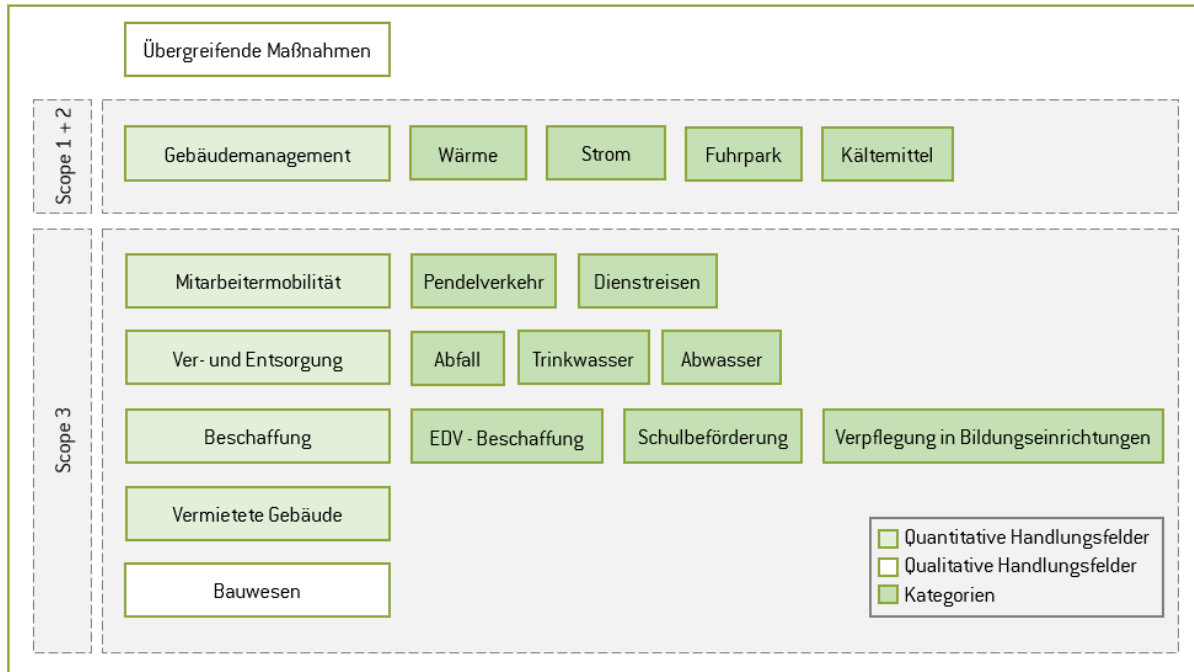 Übergreifende Maßnahmen
Scope 1 + 2
Gebäudemanagement
Wärme
Strom
Fuhrpark
Kältemittel
Scope 3
Mitarbeitermobilität
Pendelverkehr
Dienstreisen
Ver- und Entsorgung
Abfall
Trinkwasser
Abwasser
Beschaffung
EDV - Beschaffung
Schulbeförderung
Verpflegung in Bildungseinrichtungen
Vermietete Gebäude
Bauwesen
Quantitative Handlungsfelder
Qualitative Handlungsfelder
Kategorien